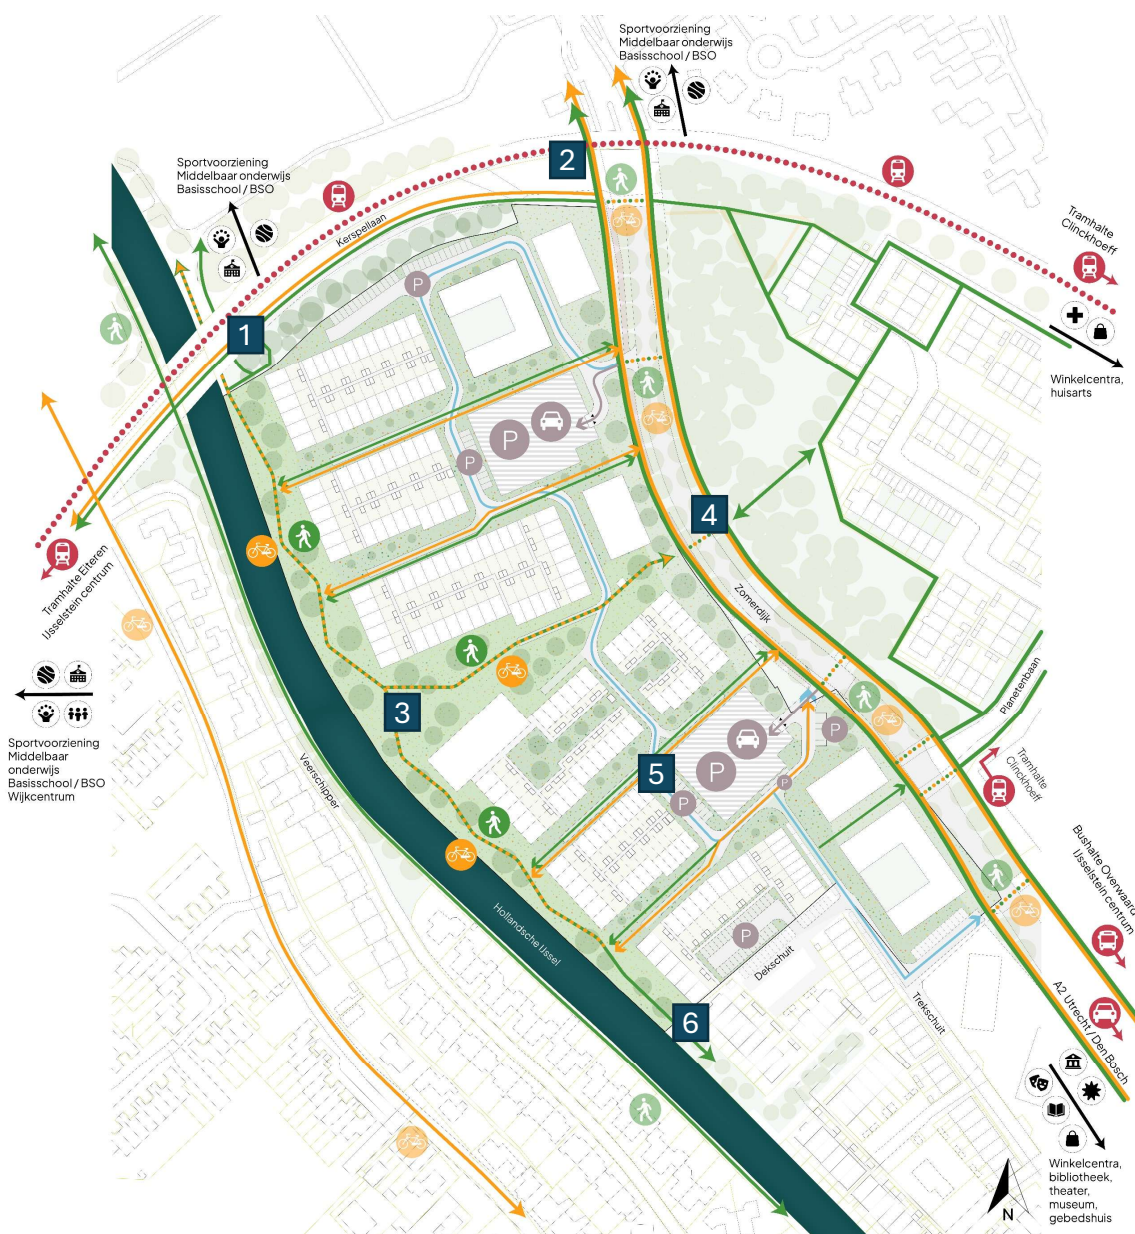 Sportvoorziening
Middelbaar onderwijs
Basisschool / BSO
2
Sportvoorziening
Middelbaar onderwijs
Basisschool / BSO
Kerspellaan
Tramhalte
Clinckhoeff
1
Winkelcentra,
huisarts
P
P
P
4
Tramhalte Eiteren
IJsselstein centrum
Zomerdijk
Planetenbaan
3
Sportvoorziening
Middelbaar
onderwijs
Basisschool / BSO
Wijkcentrum
Veerschipper
5
P
P
P
P
Tramhalte
Clinckhoeff
Bushalte Overwaard
IJsselstein centrum
Hollandsche IJssel
P
Dekschuit
Trekschuit
6
A2 Utrecht / Den Bosch
Winkelcentra,
bibliotheek,
theater,
museum,
gebedshuis
N